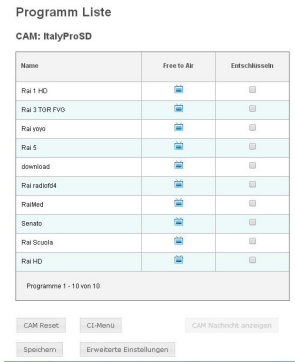 Programm Liste
CAM: ItalyProSD
Name Free to Air Entschlüsseln
Rai 1 HD
Rai 3 TGR FVG
Rai yoyo
Rai 5
download
Rai radiofd4
RaiMed
Senato
Rai Scuola
Rai HD
Programme 1 - 10 von 10
CAM Reset CI-Menü CAM Nachricht anzeigen
Speichern Erweiterte Einstellungen